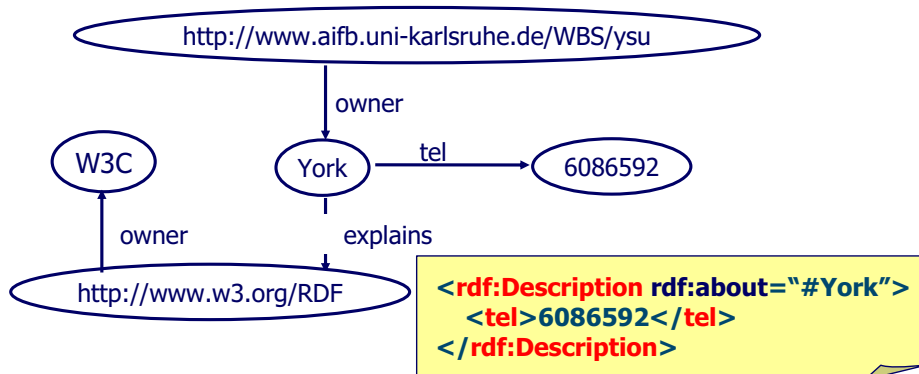 http://www.aifb.uni-karlsruhe.de/WBS/ysu
owner
W3C
York
tel
6086592
owner
explains
http://www.w3.org/RDF
<rdf:Description rdf:about=“#York”>
<tel>6086592</tel>
</rdf:Description>